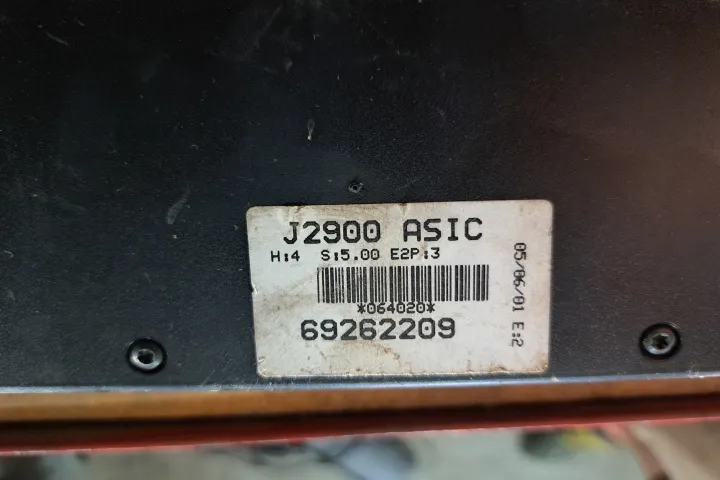 J2900 ASIC
H:4 S:5.00 E2P:3
*064020*
69262209
05/06/01 E:2